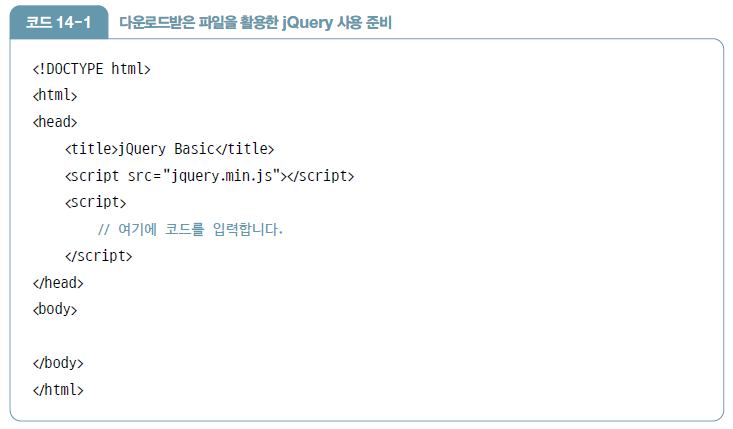 코드 14-1 다운로드받은 파일을 활용한 jQuery 사용 준비
<!DOCTYPE html>
<html>
<head>
    <title>jQuery Basic</title>
    <script src="jquery.min.js"></script>
    <script>
        // 여기에 코드를 입력합니다.
    </script>
</head>
<body>
</body>
</html>